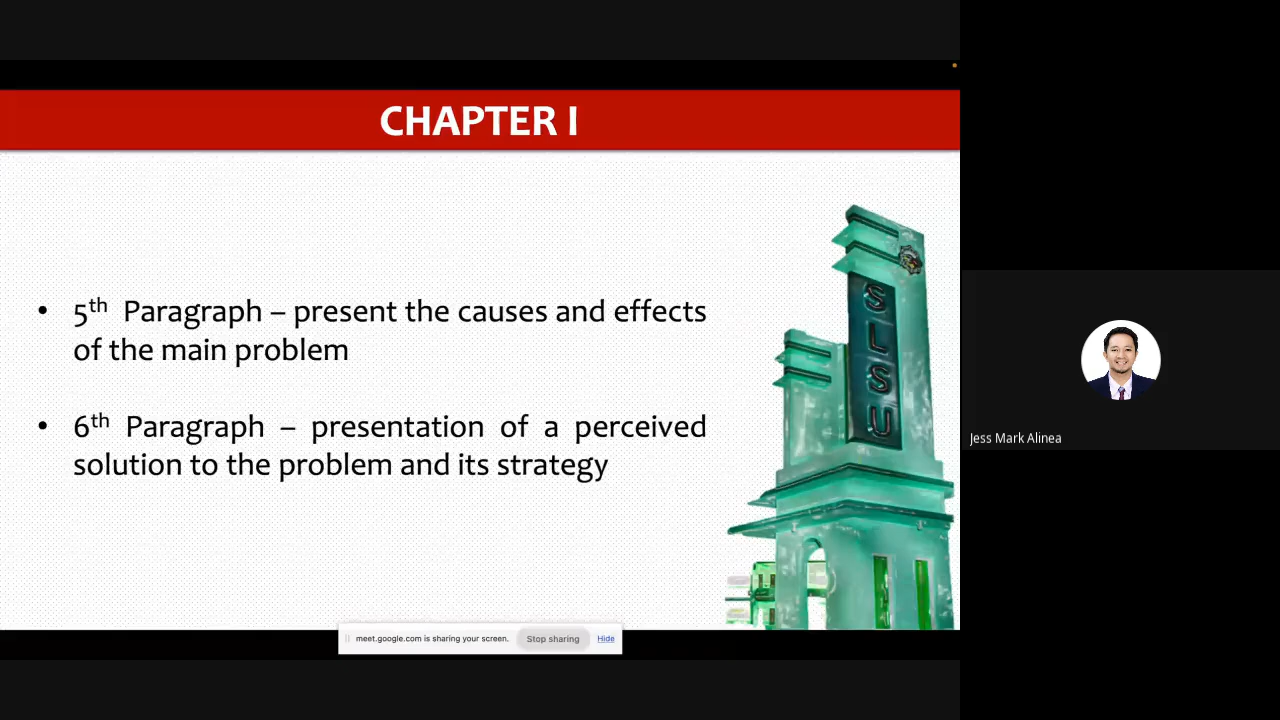 CHAPTER I
• 5th Paragraph – present the causes and effects
of the main problem
• 6th Paragraph – presentation of a perceived
solution to the problem and its strategy
SLSU
meet.google.com is sharing your screen. Stop sharing Hide
Jess Mark Alinea